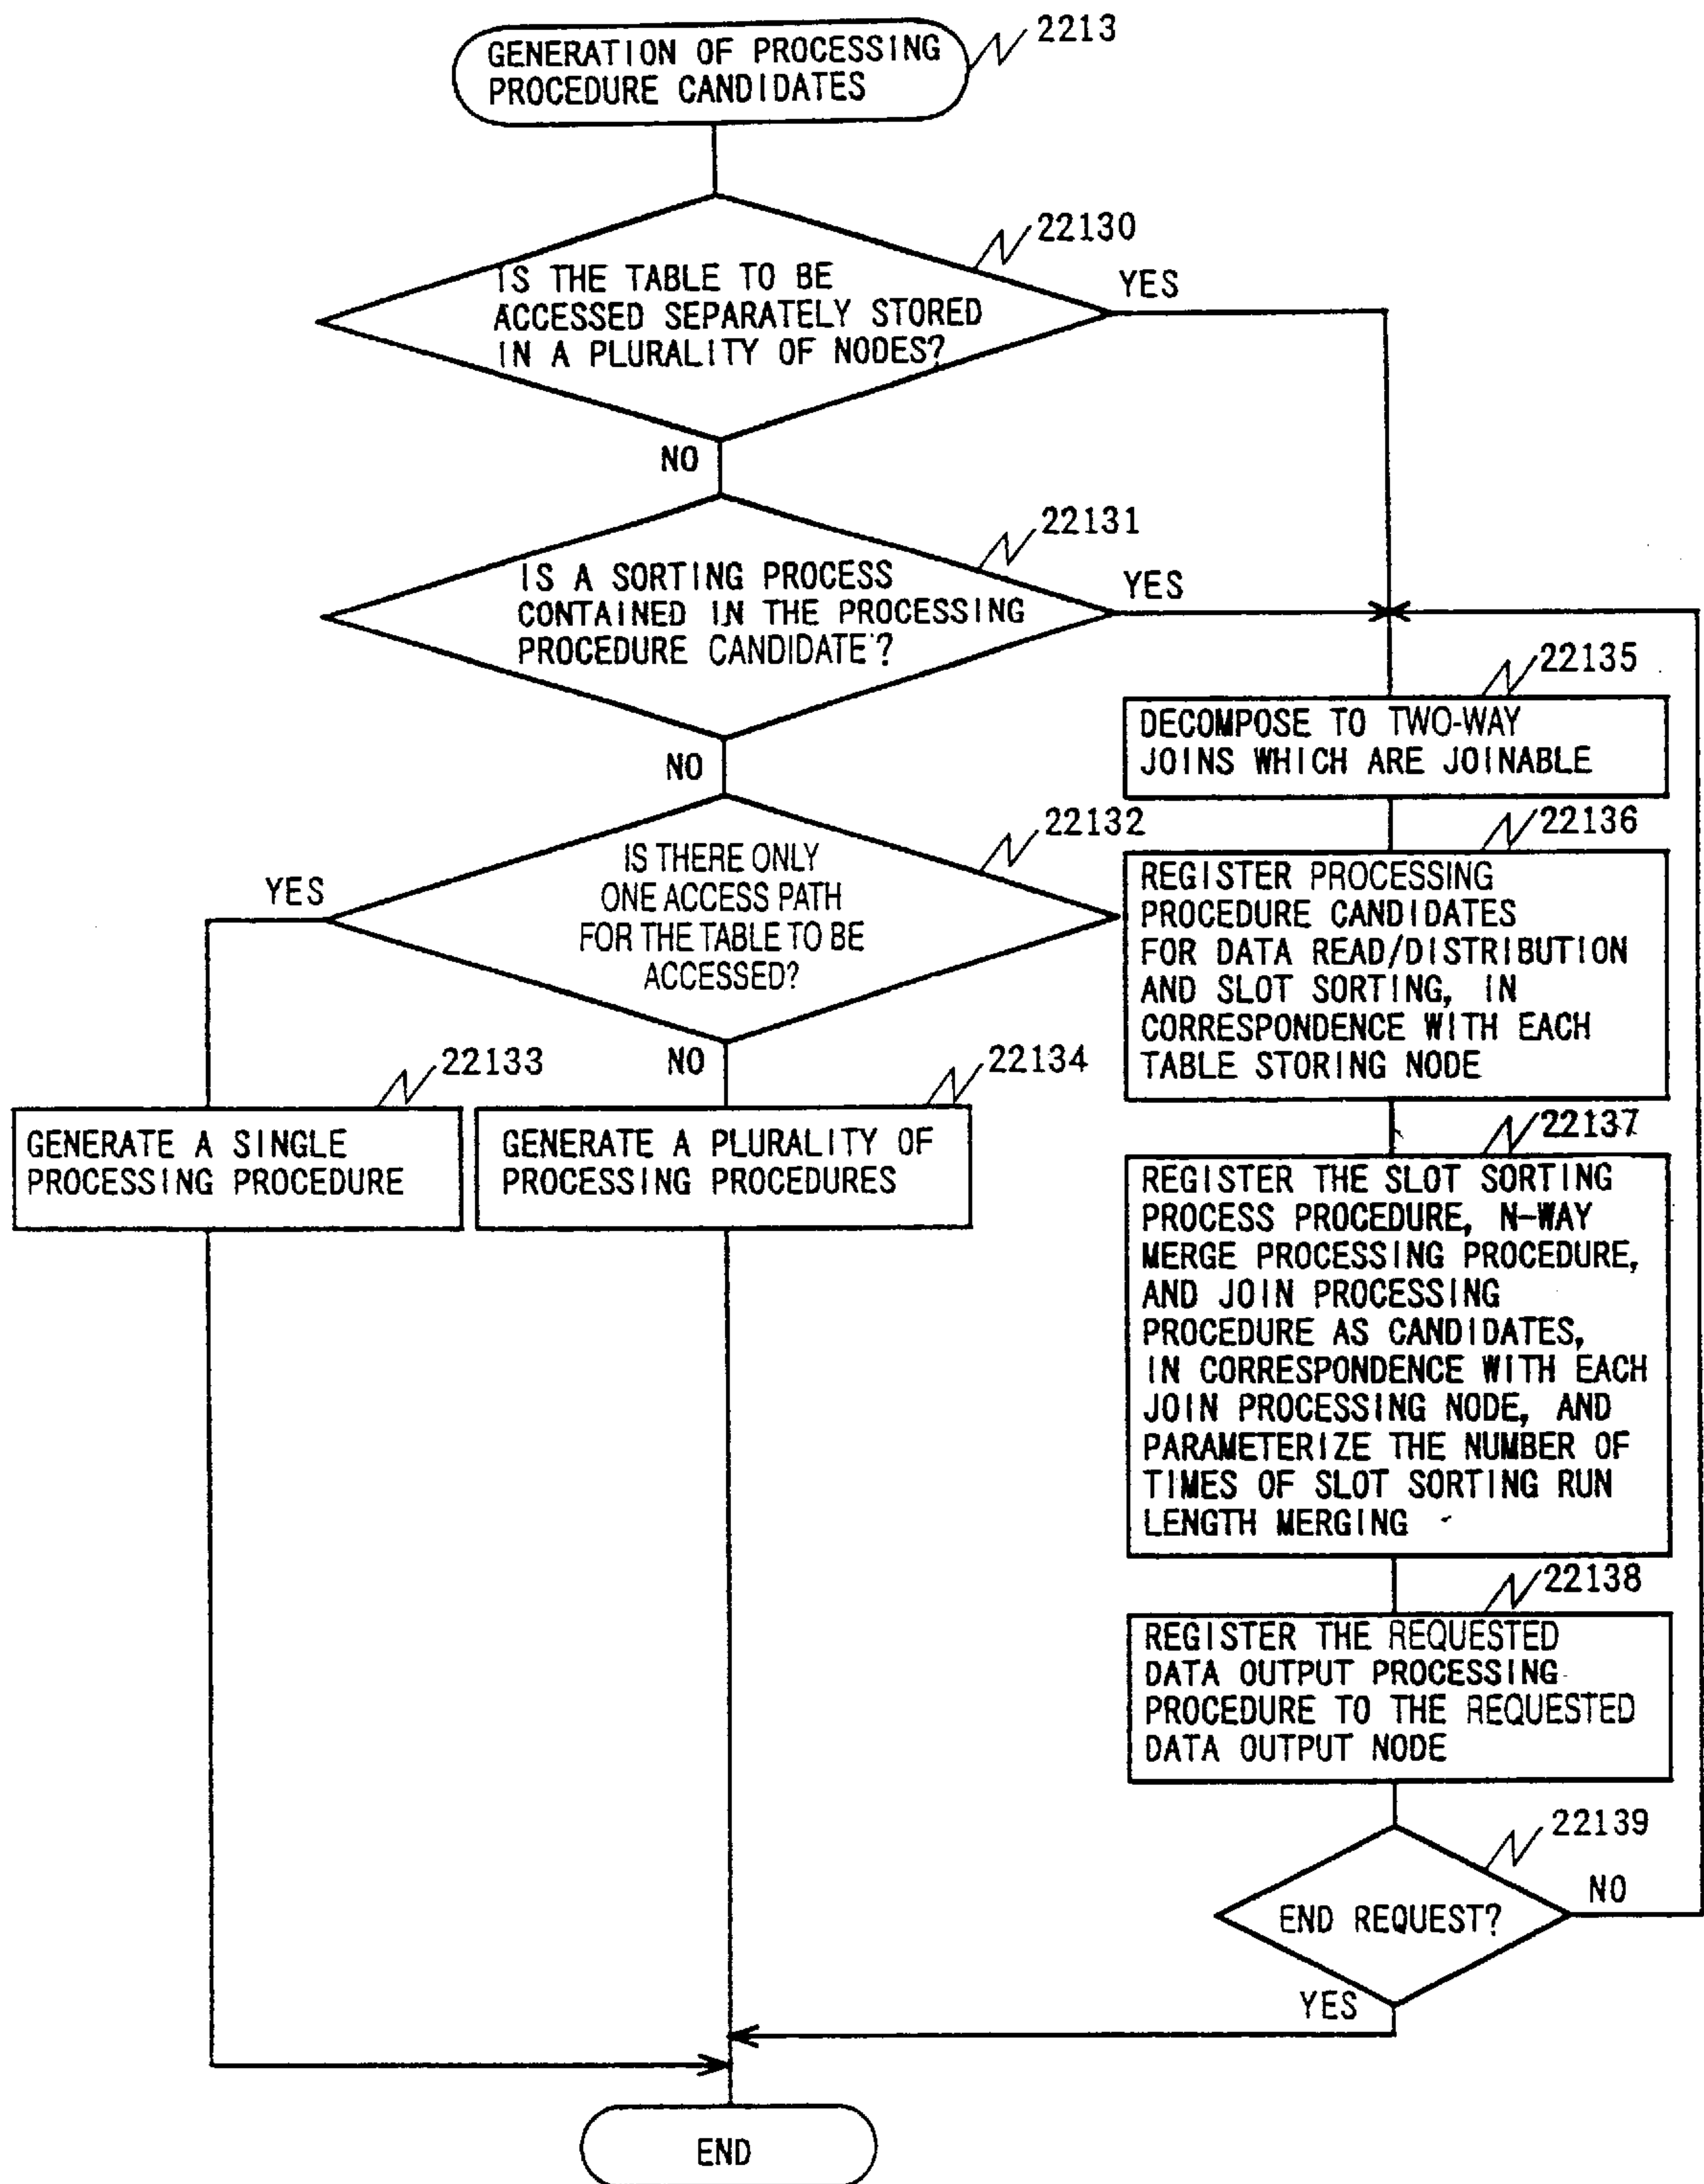 GENERATION OF PROCESSING
PROCEDURE CANDIDATES
2213
22130
IS THE TABLE TO BE
ACCESSED SEPARATELY STORED
IN A PLURALITY OF NODES?
YES
NO
22131
IS A SORTING PROCESS
CONTAINED IN THE PROCESSING
PROCEDURE CANDIDATE?
YES
NO
22132
IS THERE ONLY
ONE ACCESS PATH
FOR THE TABLE TO BE
ACCESSED?
YES
NO
22133
GENERATE A SINGLE
PROCESSING PROCEDURE
22134
GENERATE A PLURALITY OF
PROCESSING PROCEDURES
22135
DECOMPOSE TO TWO-WAY
JOINS WHICH ARE JOINABLE
22136
REGISTER PROCESSING
PROCEDURE CANDIDATES
FOR DATA READ/DISTRIBUTION
AND SLOT SORTING, IN
CORRESPONDENCE WITH EACH
TABLE STORING NODE
22137
REGISTER THE SLOT SORTING
PROCESS PROCEDURE, N-WAY
MERGE PROCESSING PROCEDURE,
AND JOIN PROCESSING
PROCEDURE AS CANDIDATES,
IN CORRESPONDENCE WITH EACH
JOIN PROCESSING NODE, AND
PARAMETERIZE THE NUMBER OF
TIMES OF SLOT SORTING RUN
LENGTH MERGING
22138
REGISTER THE REQUESTED
DATA OUTPUT PROCESSING
PROCEDURE TO THE REQUESTED
DATA OUTPUT NODE
22139
END REQUEST?
NO
YES
END